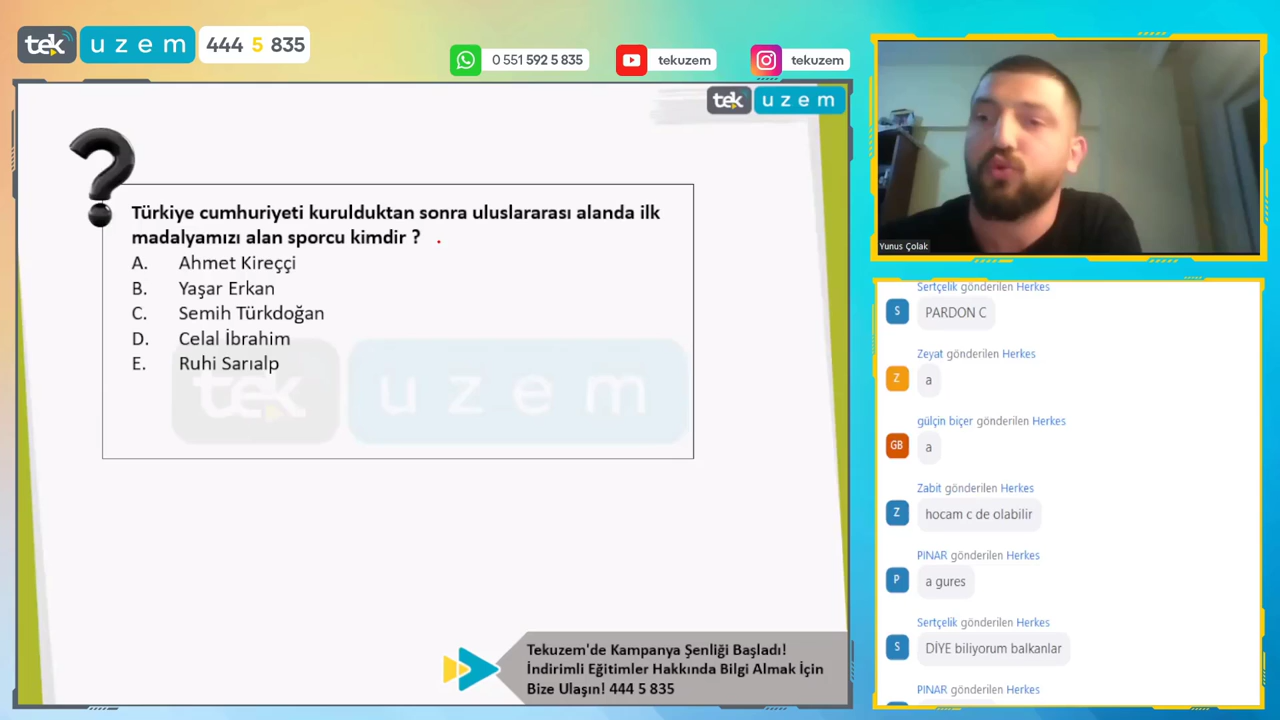 tek uzem 444 5 835
0 551 592 5 835
tekuzem
tekuzem
tek uzem
Türkiye cumhuriyeti kurulduktan sonra uluslararası alanda ilk
madalyamızı alan sporcu kimdir ?
A. Ahmet Kireççi
B. Yaşar Erkan
C. Semih Türkdoğan
D. Celal İbrahim
E. Ruhi Sarıalp
tek uzem
Tekuzem'de Kampanya Şenliği Başladı!
İndirimli Eğitimler Hakkında Bilgi Almak İçin
Bize Ulaşın! 444 5 835
Yunus Çolak
Sertçelik gönderilen Herkes
S
PARDON C
Zeyat gönderilen Herkes
Z
a
gülçin biçer gönderilen Herkes
GB
a
Zabit gönderilen Herkes
Z
hocam c de olabilir
PINAR gönderilen Herkes
P
a gures
Sertçelik gönderilen Herkes
S
DİYE biliyorum balkanlar
PINAR gönderilen Herkes